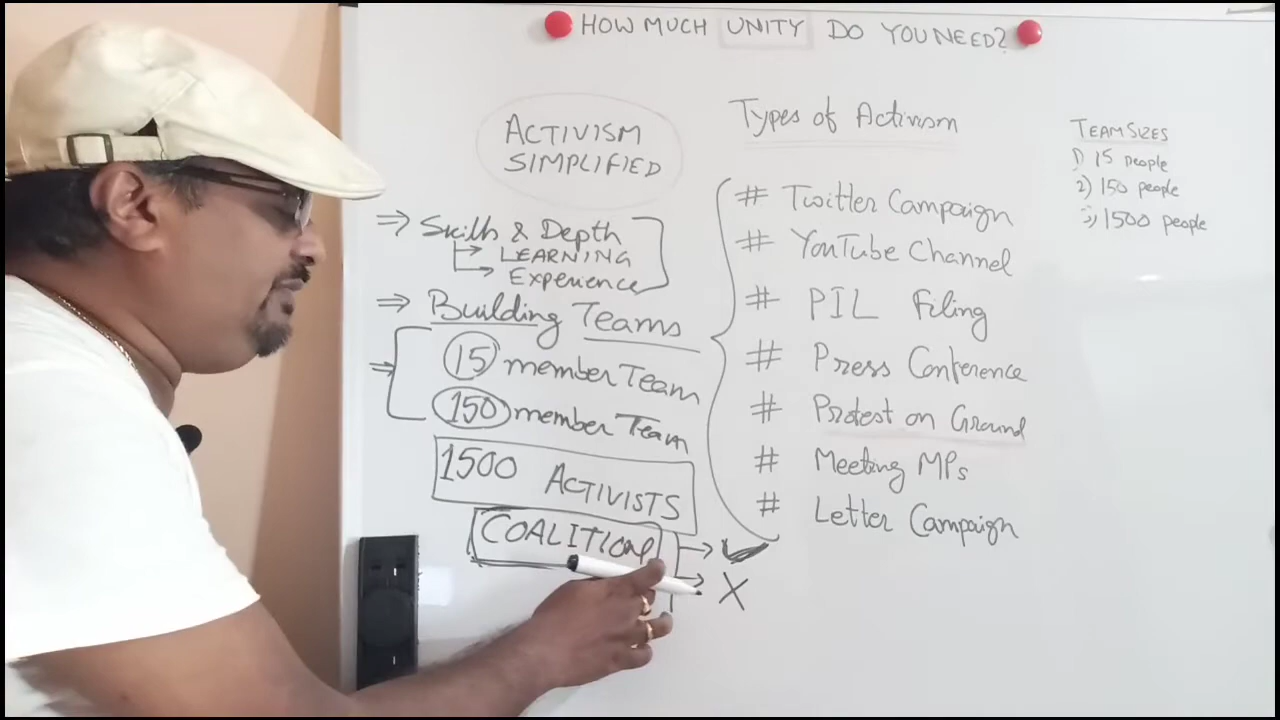 HOW MUCH UNITY DO YOU NEED?
ACTIVISM
SIMPLIFIED
⇒ Skills & Depth
↳ LEARNING
↳ Experience
⇒ Building Teams
⇒ 15 member Team
150 member Team
1500 ACTIVISTS
COALITION
→ ✓
→ X
Types of Activism
# Twitter Campaign
# YouTube Channel
# PIL Filing
# Press Conference
# Protest on Ground
# Meeting MPs
# Letter Campaign
TEAM SIZES
1) 15 people
2) 150 people
3) 1500 people